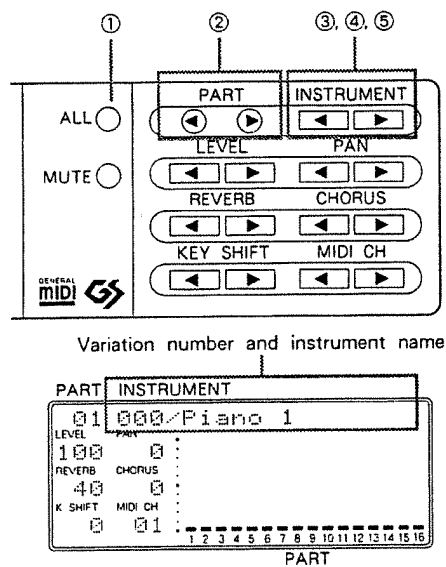 ① ② ③, ④, ⑤
PART INSTRUMENT
ALL
LEVEL PAN
MUTE
REVERB CHORUS
KEY SHIFT MIDI CH
GENERAL
MIDI GS
Variation number and instrument name
PART INSTRUMENT
01 000/Piano 1
LEVEL PAN
100 0
REVERB CHORUS
40 0
K SHIFT MIDI CH
0 01
1 2 3 4 5 6 7 8 9 10 11 12 13 14 15 16
PART